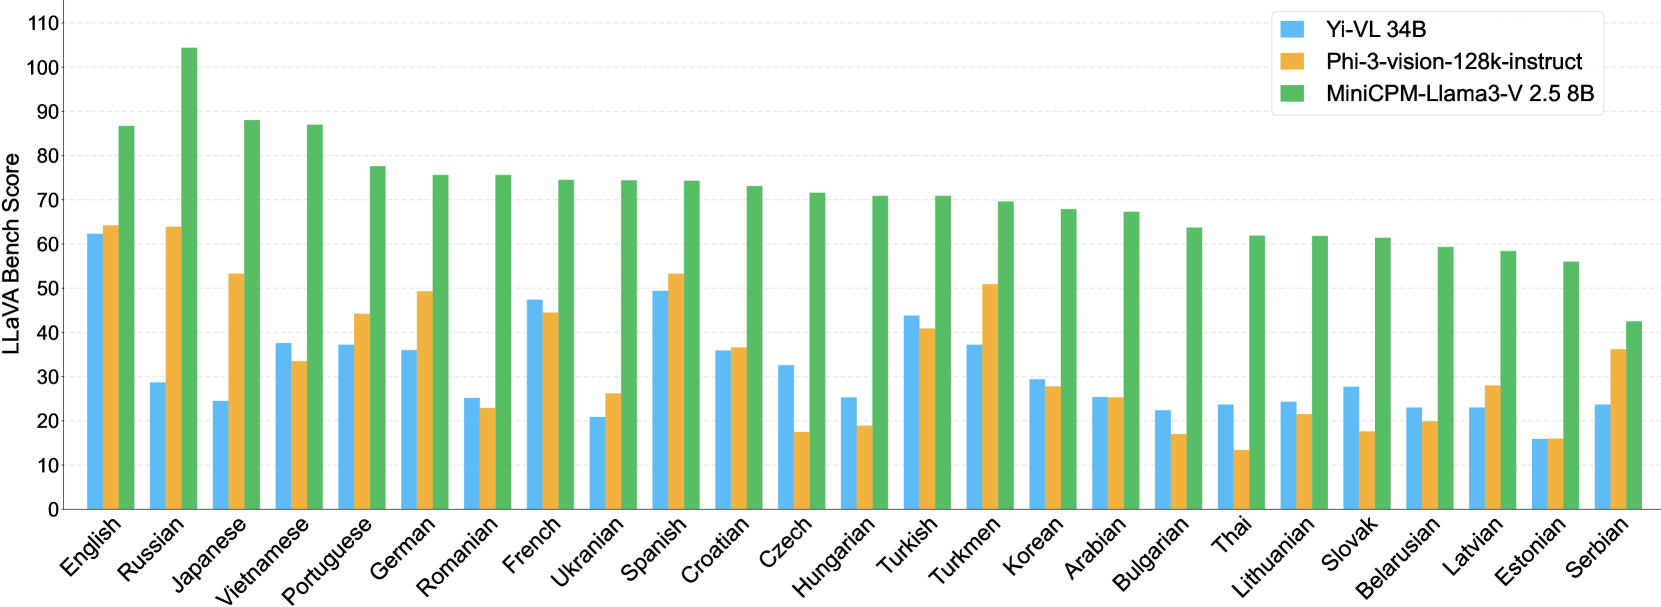 LLaVA Bench Score
110
100
90
80
70
60
50
40
30
20
10
0
Yi-VL 34B
Phi-3-vision-128k-instruct
MiniCPM-Llama3-V 2.5 8B
English
Russian
Japanese
Vietnamese
Portuguese
German
Romanian
French
Ukranian
Spanish
Croatian
Czech
Hungarian
Turkish
Turkmen
Korean
Arabian
Bulgarian
Thai
Lithuanian
Slovak
Belarusian
Latvian
Estonian
Serbian